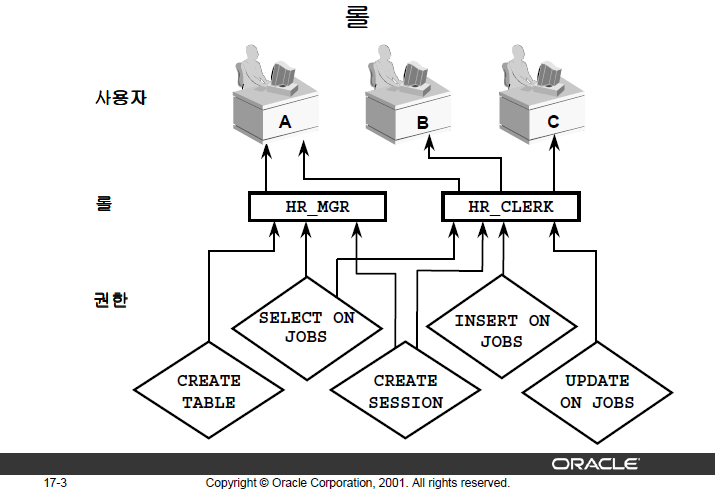 롤
사용자
A
B
C
롤
HR_MGR
HR_CLERK
권한
SELECT ON
JOBS
INSERT ON
JOBS
CREATE
TABLE
CREATE
SESSION
UPDATE
ON JOBS
ORACLE
17-3
Copyright © Oracle Corporation, 2001. All rights reserved.